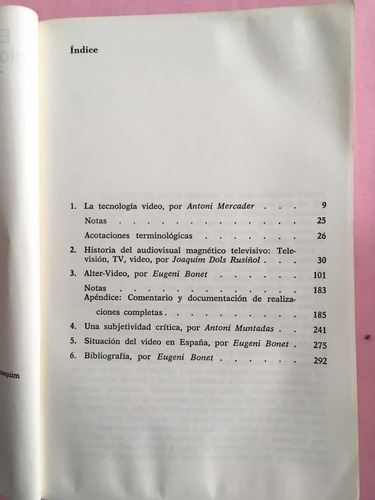 Índice
1. La tecnología video, por Antoni Mercader . . . 9
Notas . . . . . . . . . . . 25
Acotaciones terminológicas . . . . . . 26
2. Historia del audiovisual magnético televisivo: Tele-
visión, TV, video, por Joaquim Dols Rusiñol . . . 30
3. Alter-Video, por Eugeni Bonet . . . . . . 101
Notas . . . . . . . . . . . 183
Apéndice: Comentario y documentación de realiza-
ciones completas . . . . . . . . 185
4. Una subjetividad crítica, por Antoni Muntadas . . 241
5. Situación del video en España, por Eugeni Bonet . 275
6. Bibliografía, por Eugeni Bonet . . . . . . 292